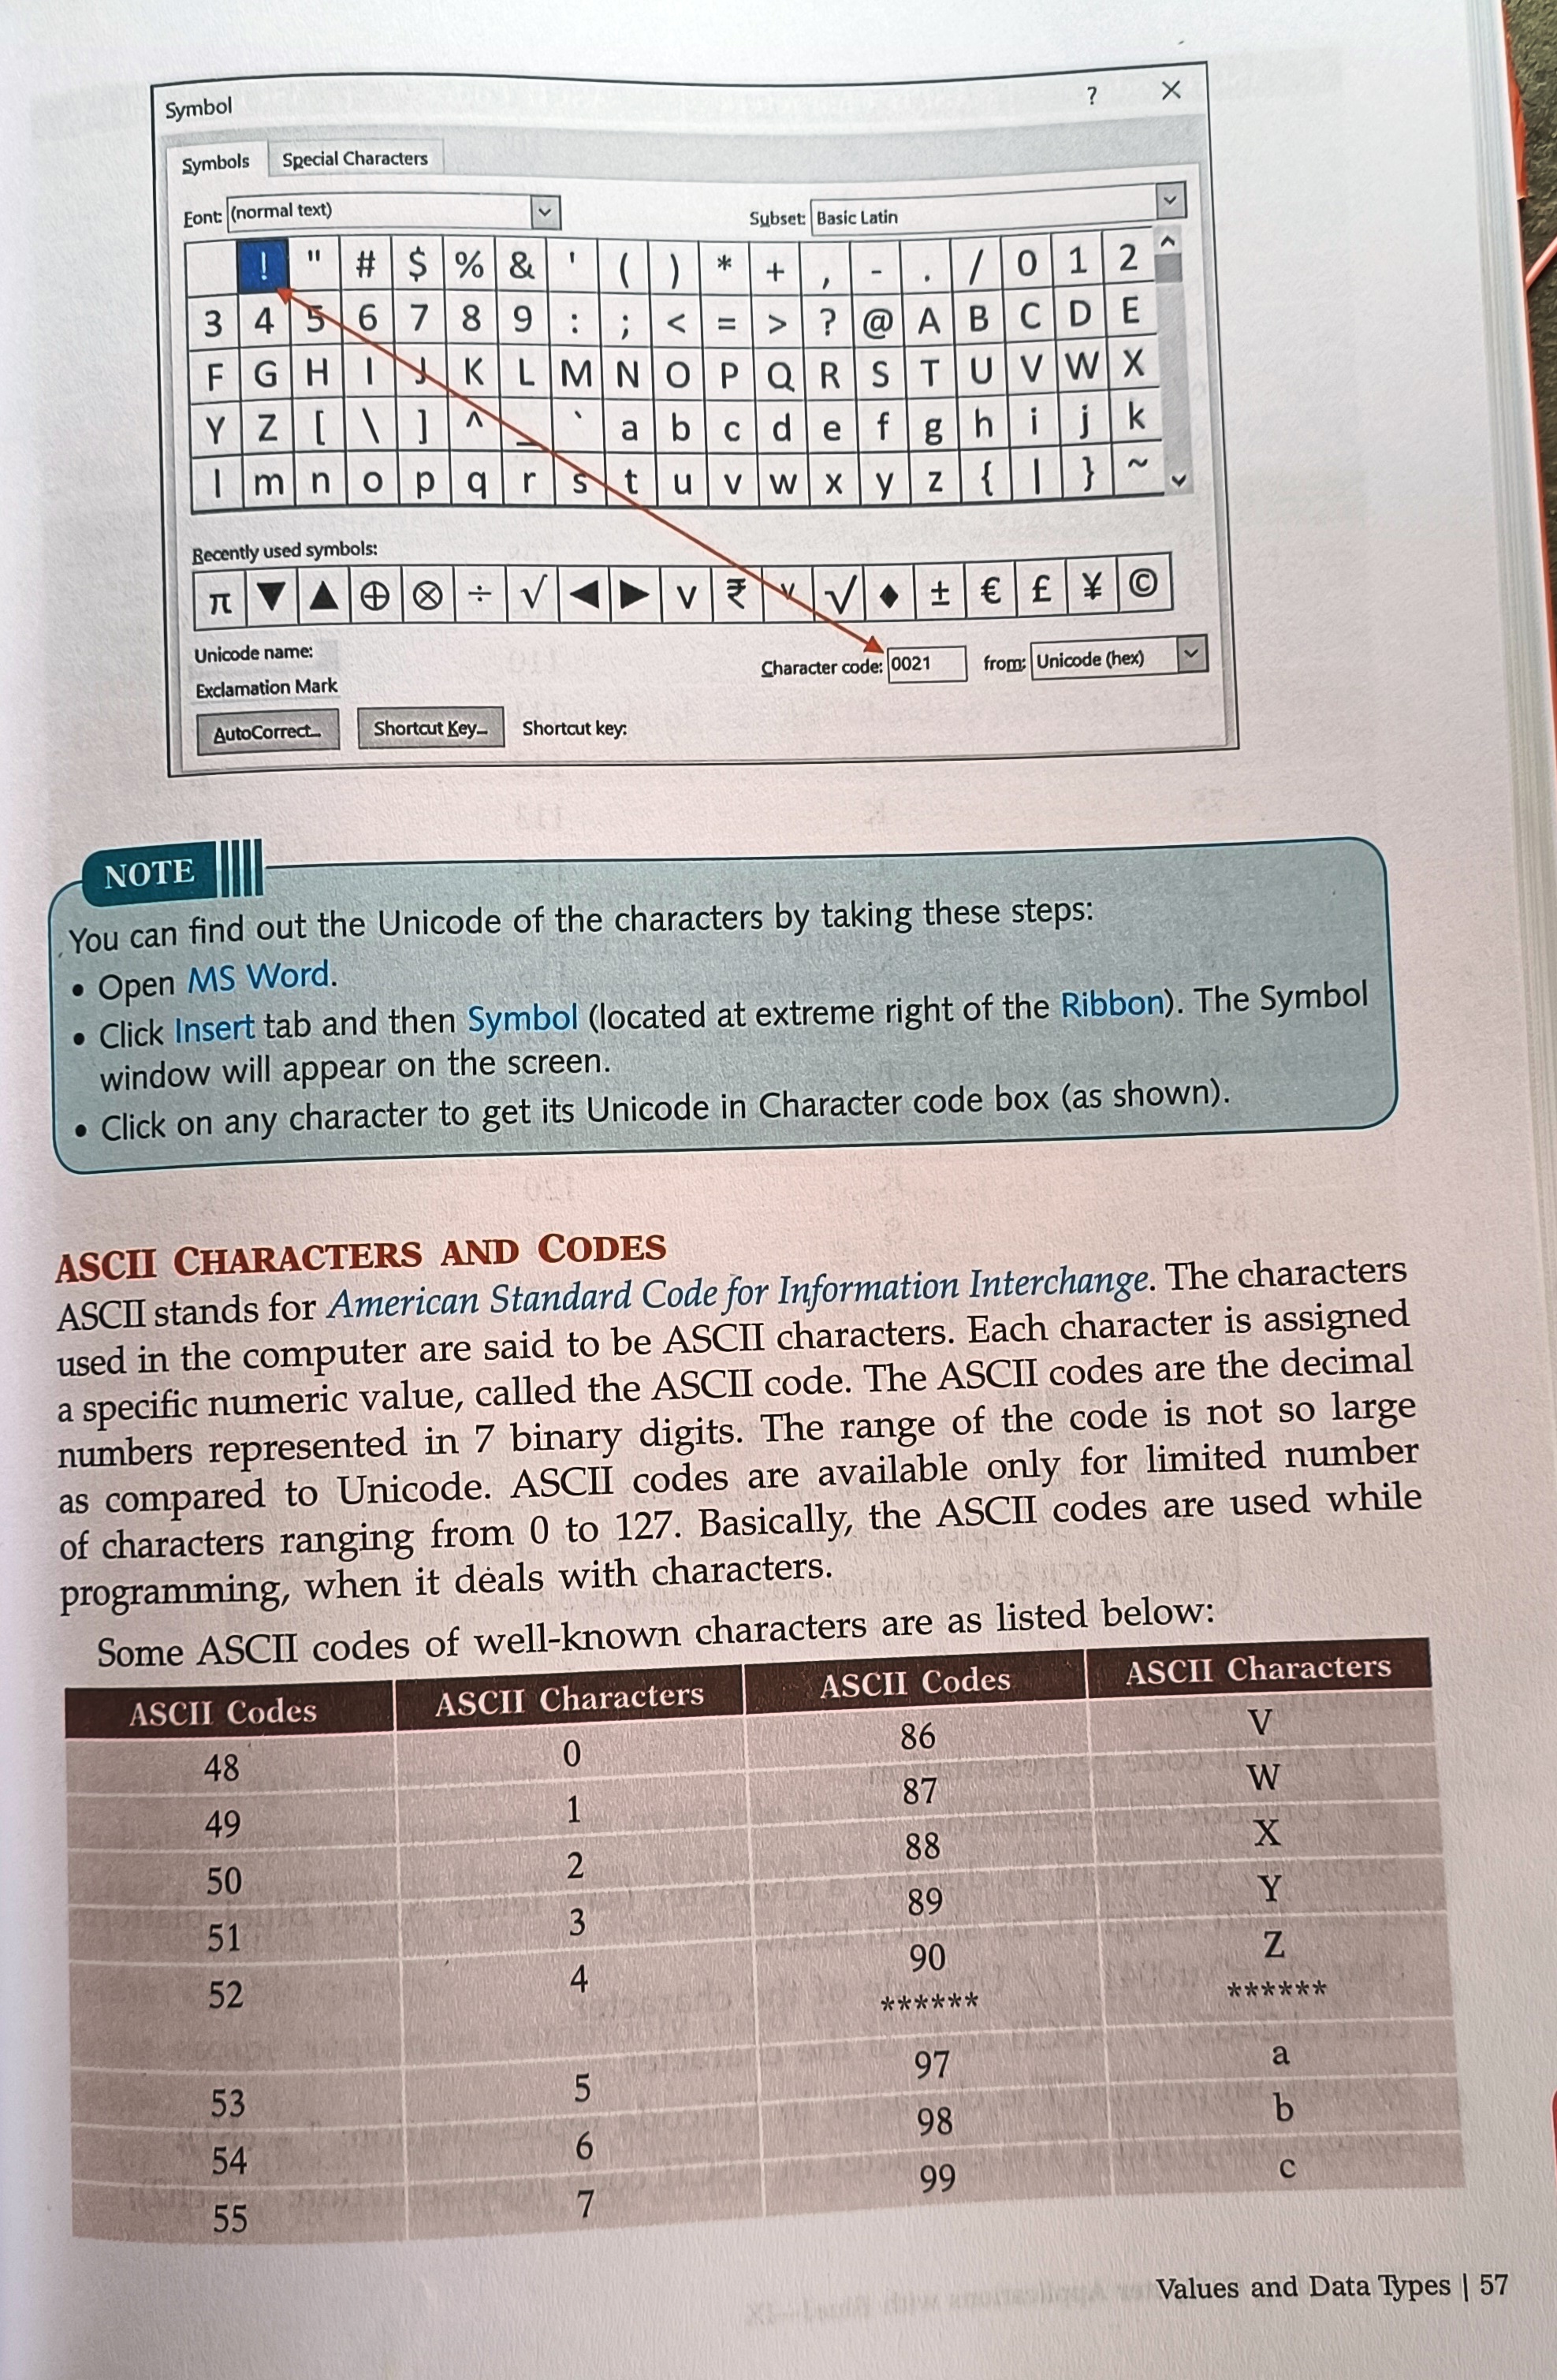 Symbol ? ×
Symbols Special Characters
Font: (normal text) Subset: Basic Latin
! " # $ % & ' ( ) * + , - . / 0 1 2
3 4 5 6 7 8 9 : ; < = > ? @ A B C D E
F G H I J K L M N O P Q R S T U V W X
Y Z [ \ ] ^ _ ` a b c d e f g h i j k
l m n o p q r s t u v w x y z { | } ~
Recently used symbols:
π ▼ ▲ ⊕ ⊗ ÷ √ ◀ ▶ v ₹ √ ♦ ± € £ ¥ ©
Unicode name:
Exclamation Mark
Character code: 0021 from: Unicode (hex)
AutoCorrect... Shortcut Key... Shortcut key:
NOTE
You can find out the Unicode of the characters by taking these steps:
• Open MS Word.
• Click Insert tab and then Symbol (located at extreme right of the Ribbon). The Symbol
window will appear on the screen.
• Click on any character to get its Unicode in Character code box (as shown).
ASCII CHARACTERS AND CODES
ASCII stands for American Standard Code for Information Interchange. The characters
used in the computer are said to be ASCII characters. Each character is assigned
a specific numeric value, called the ASCII code. The ASCII codes are the decimal
numbers represented in 7 binary digits. The range of the code is not so large
as compared to Unicode. ASCII codes are available only for limited number
of characters ranging from 0 to 127. Basically, the ASCII codes are used while
programming, when it deals with characters.
Some ASCII codes of well-known characters are as listed below:
ASCII Codes ASCII Characters ASCII Codes ASCII Characters
48 0 86 V
49 1 87 W
50 2 88 X
51 3 89 Y
52 4 90 Z
****** ******
53 5 97 a
54 6 98 b
55 7 99 c
Values and Data Types | 57